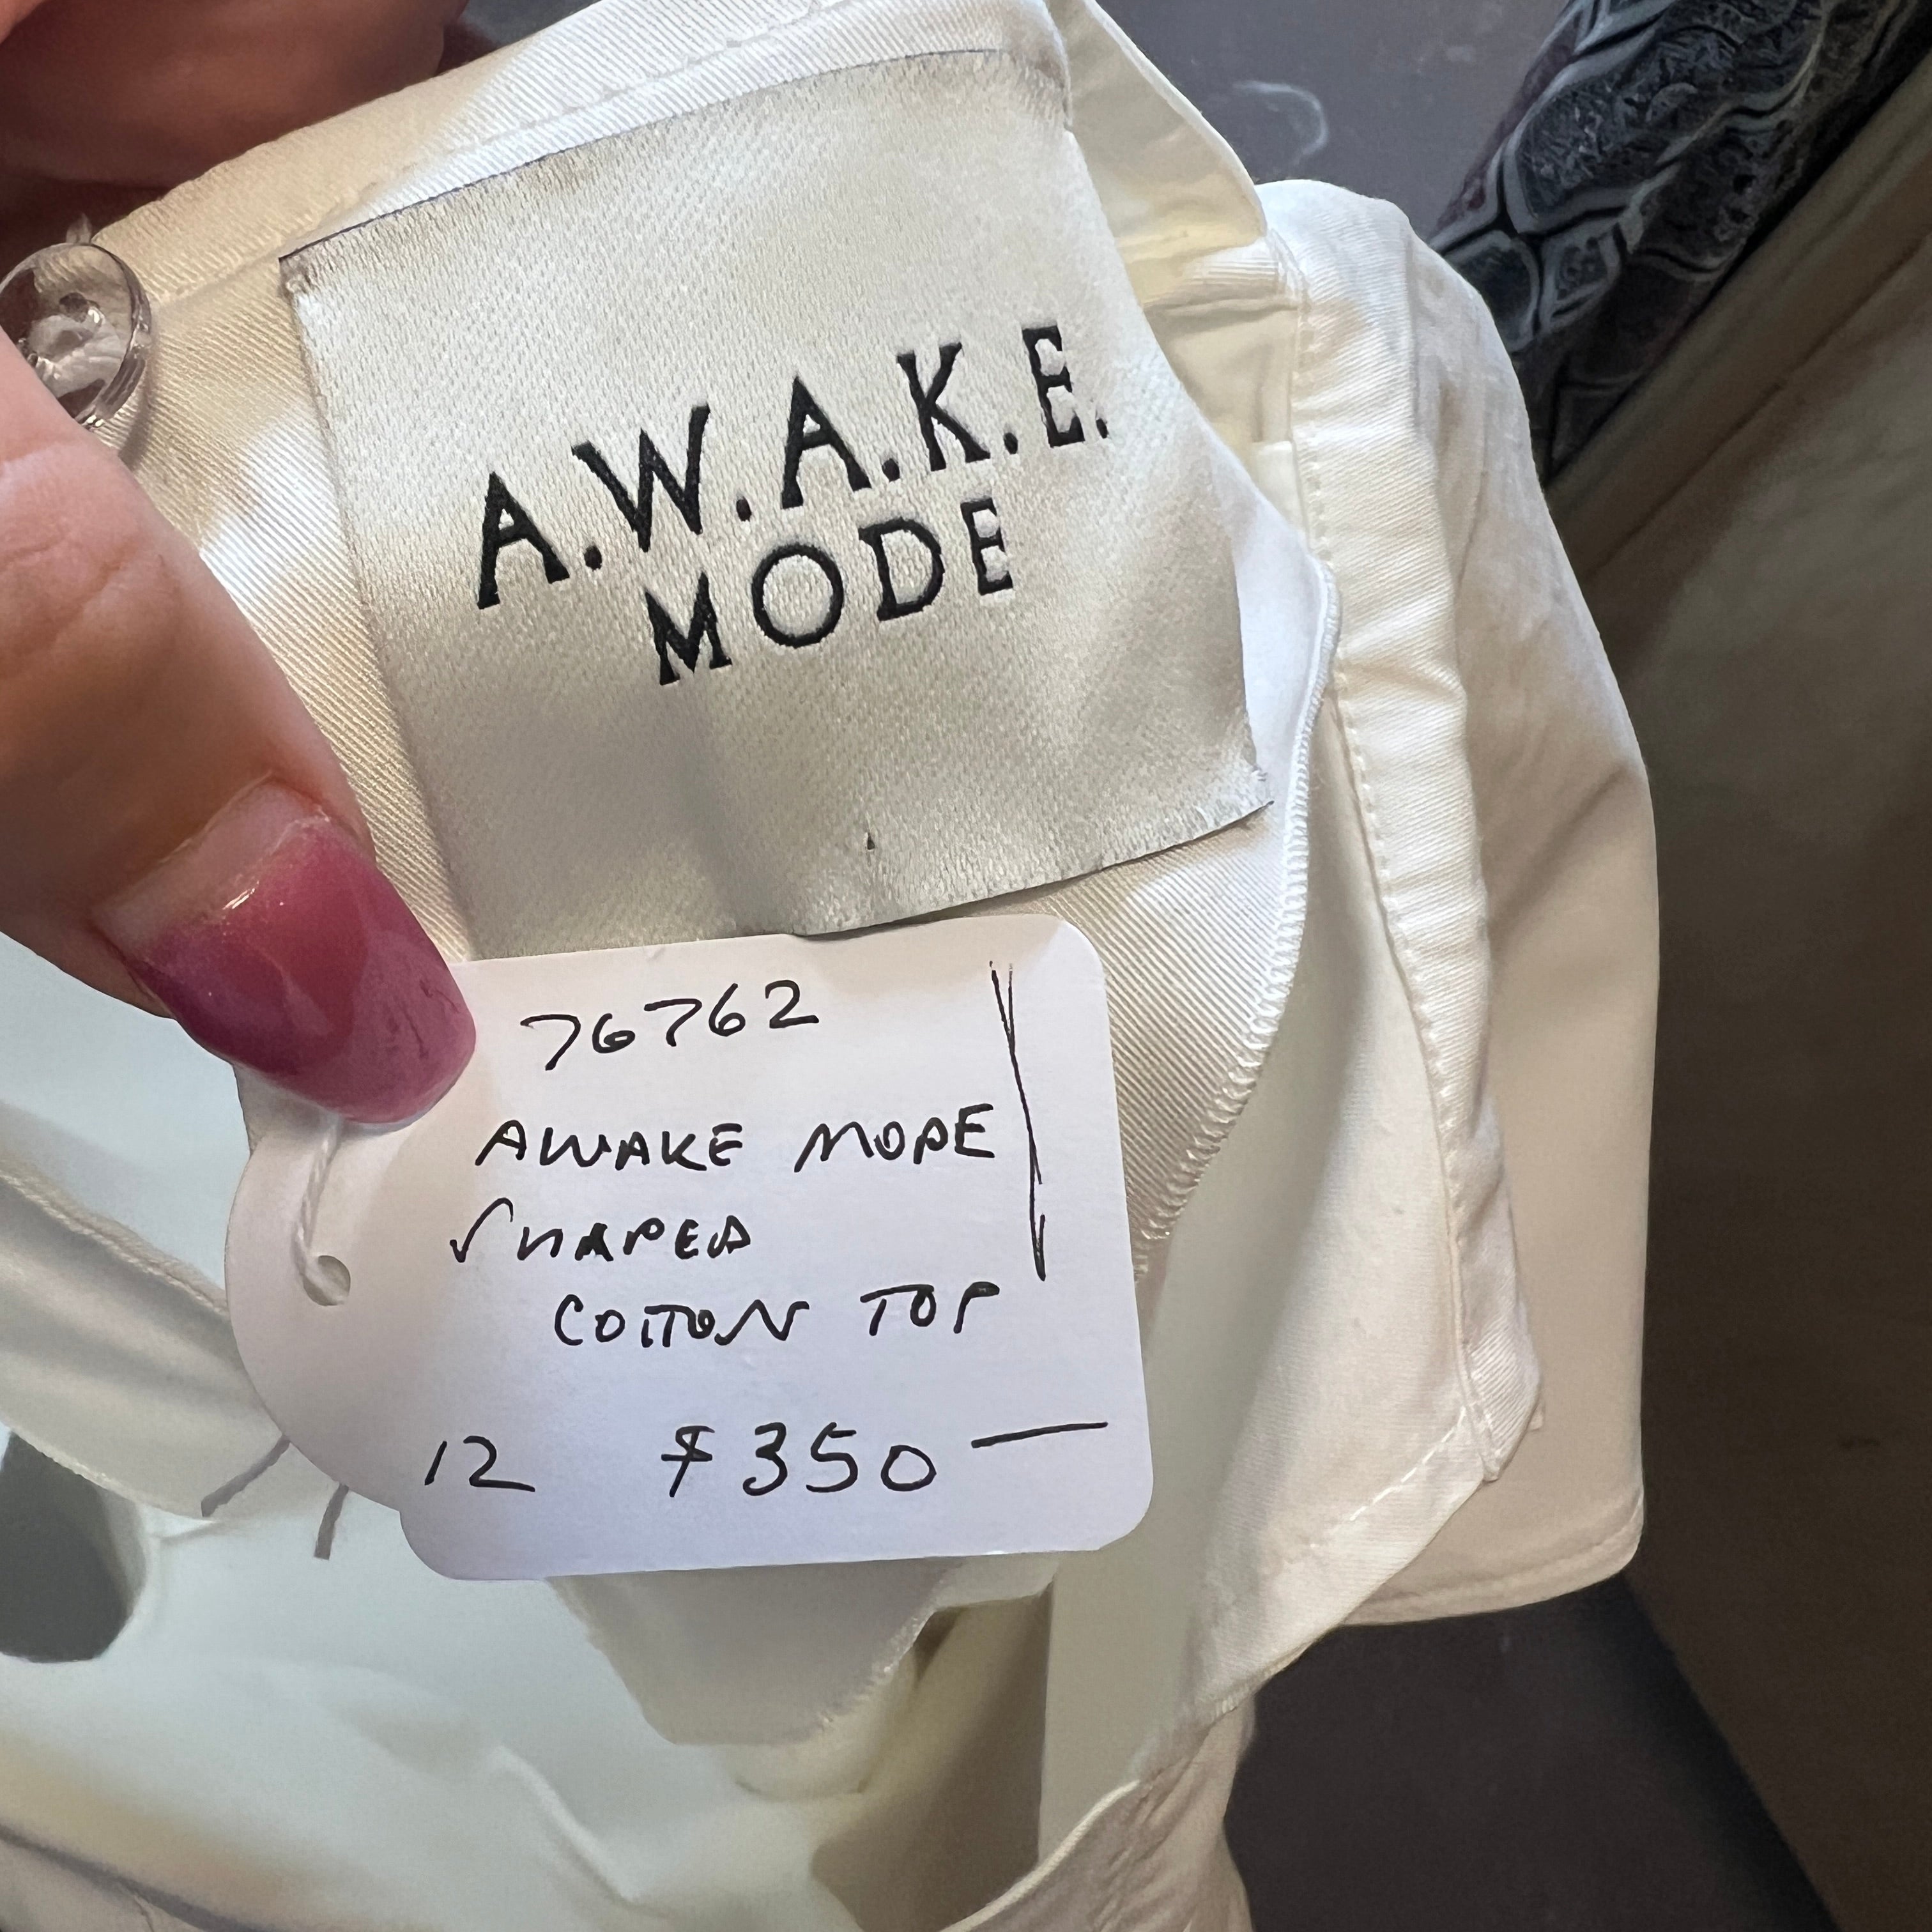 A.W.A.K.E.
MODE
76762
AWAKE MODE
SHAPED
COTTON TOP
12 $350—